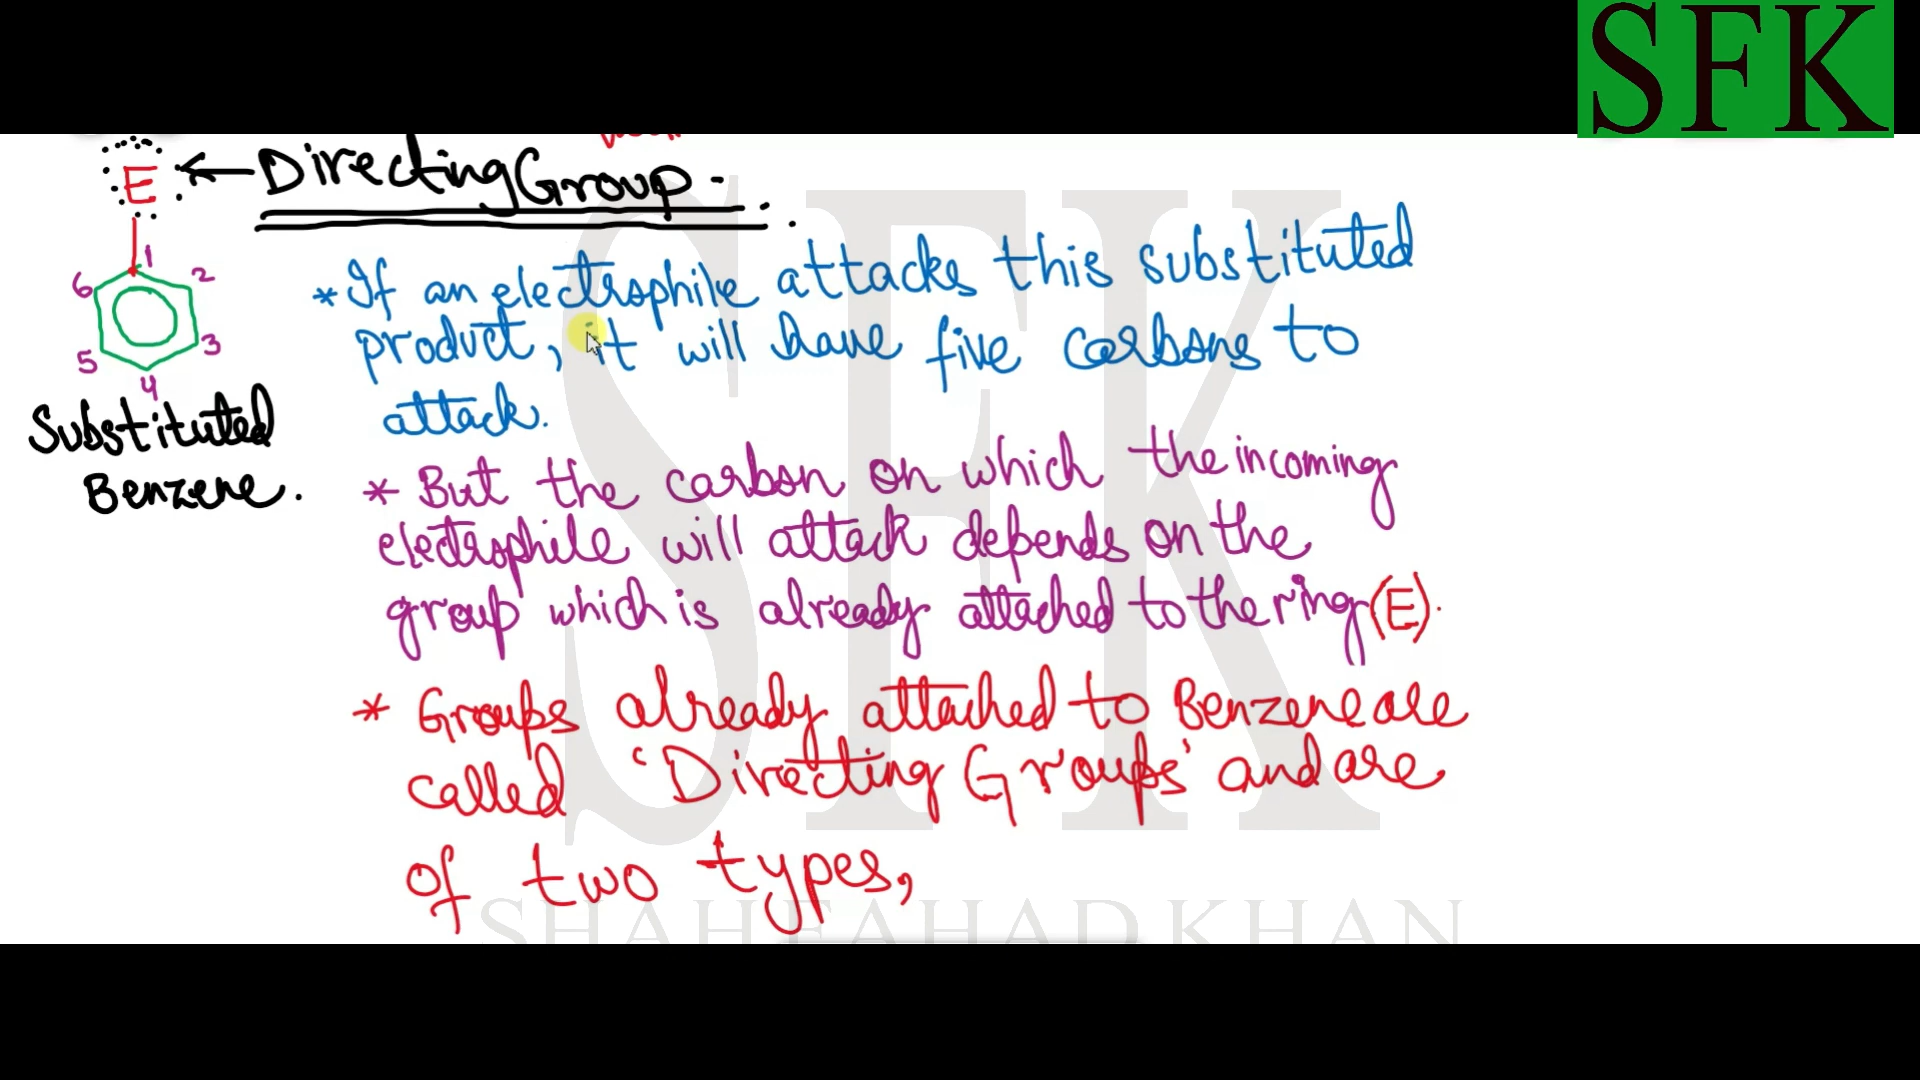 SFK
E ← Directing Group -
1
6 2
5 3
4
Substituted
Benzene.
* If an electrophile attacks this substituted
product, it will have five carbons to
attack.
* But the carbon on which the incoming
electrophile will attack depends on the
group which is already attached to the ring (E).
* Groups already attached to Benzene are
called 'Directing Groups' and are
of two types,
SFK
SHAH FAHAD KHAN